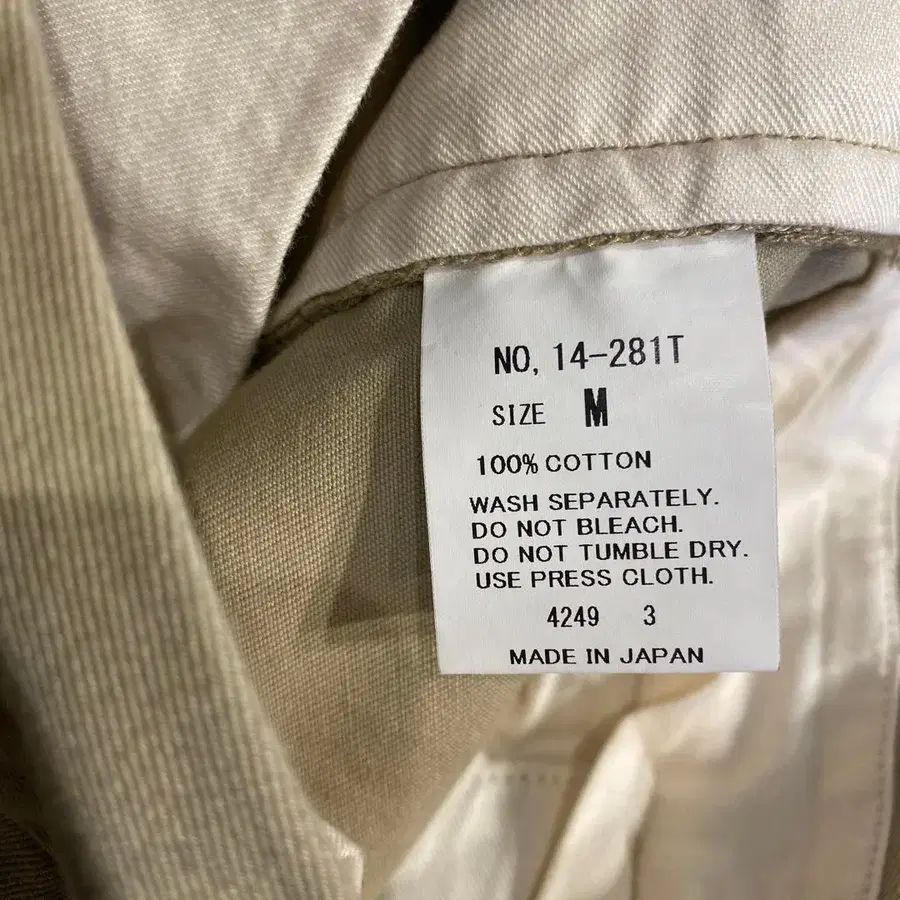 NO, 14-281T
SIZE M
100% COTTON
WASH SEPARATELY.
DO NOT BLEACH.
DO NOT TUMBLE DRY.
USE PRESS CLOTH.
4249 3
MADE IN JAPAN